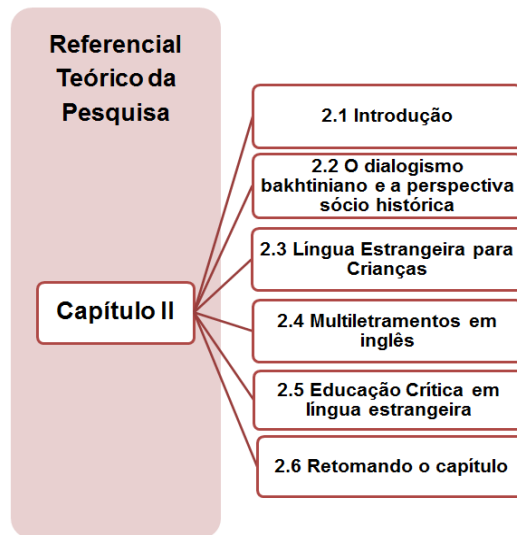 Referencial
Teórico da
Pesquisa
Capítulo II
2.1 Introdução
2.2 O dialogismo
bakhtiniano e a perspectiva
sócio histórica
2.3 Língua Estrangeira para
Crianças
2.4 Multiletramentos em
inglês
2.5 Educação Crítica em
língua estrangeira
2.6 Retomando o capítulo